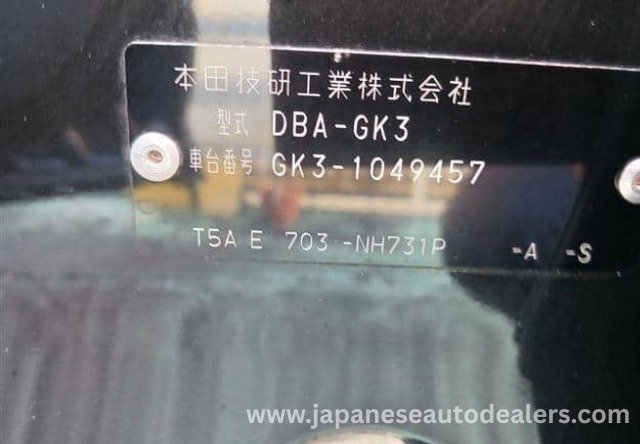 本田技研工業株式会社
型式 DBA-GK3
車台番号 GK3-1049457
T5A E 703 -NH731P -A -S
www.japaneseautodealers.com